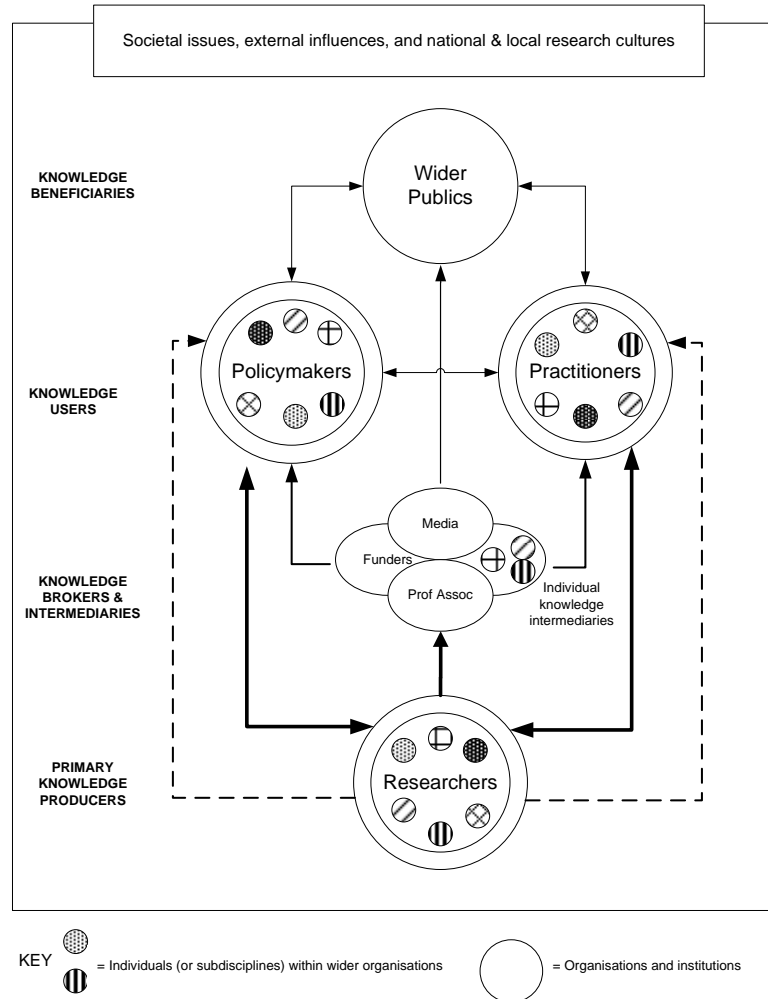 Societal issues, external influences, and national & local research cultures
KNOWLEDGE
BENEFICIARIES
Wider
Publics
KNOWLEDGE
USERS
Policymakers
Practitioners
KNOWLEDGE
BROKERS &
INTERMEDIARIES
Media
Funders
Prof Assoc
Individual
knowledge
intermediaries
PRIMARY
KNOWLEDGE
PRODUCERS
Researchers
KEY
= Individuals (or subdisciplines) within wider organisations
= Organisations and institutions